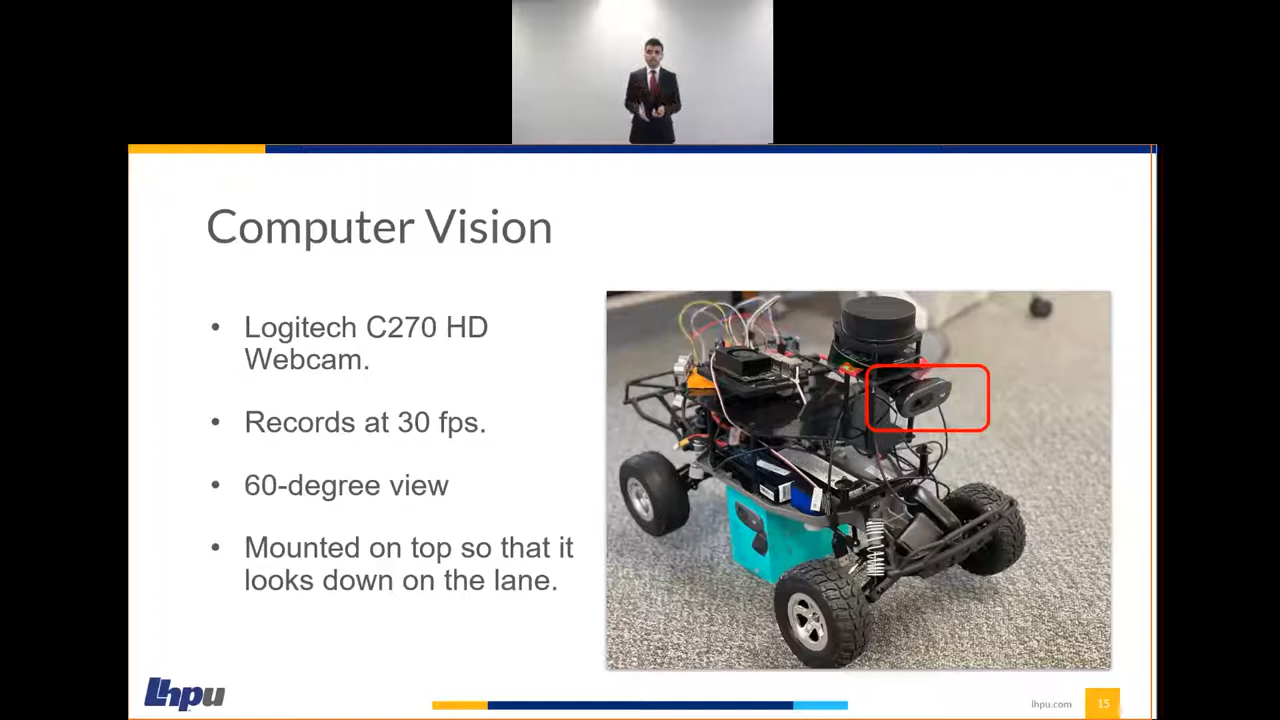 Computer Vision
• Logitech C270 HD
Webcam.
• Records at 30 fps.
• 60-degree view
• Mounted on top so that it
looks down on the lane.
lhpu
lhpu.com
15